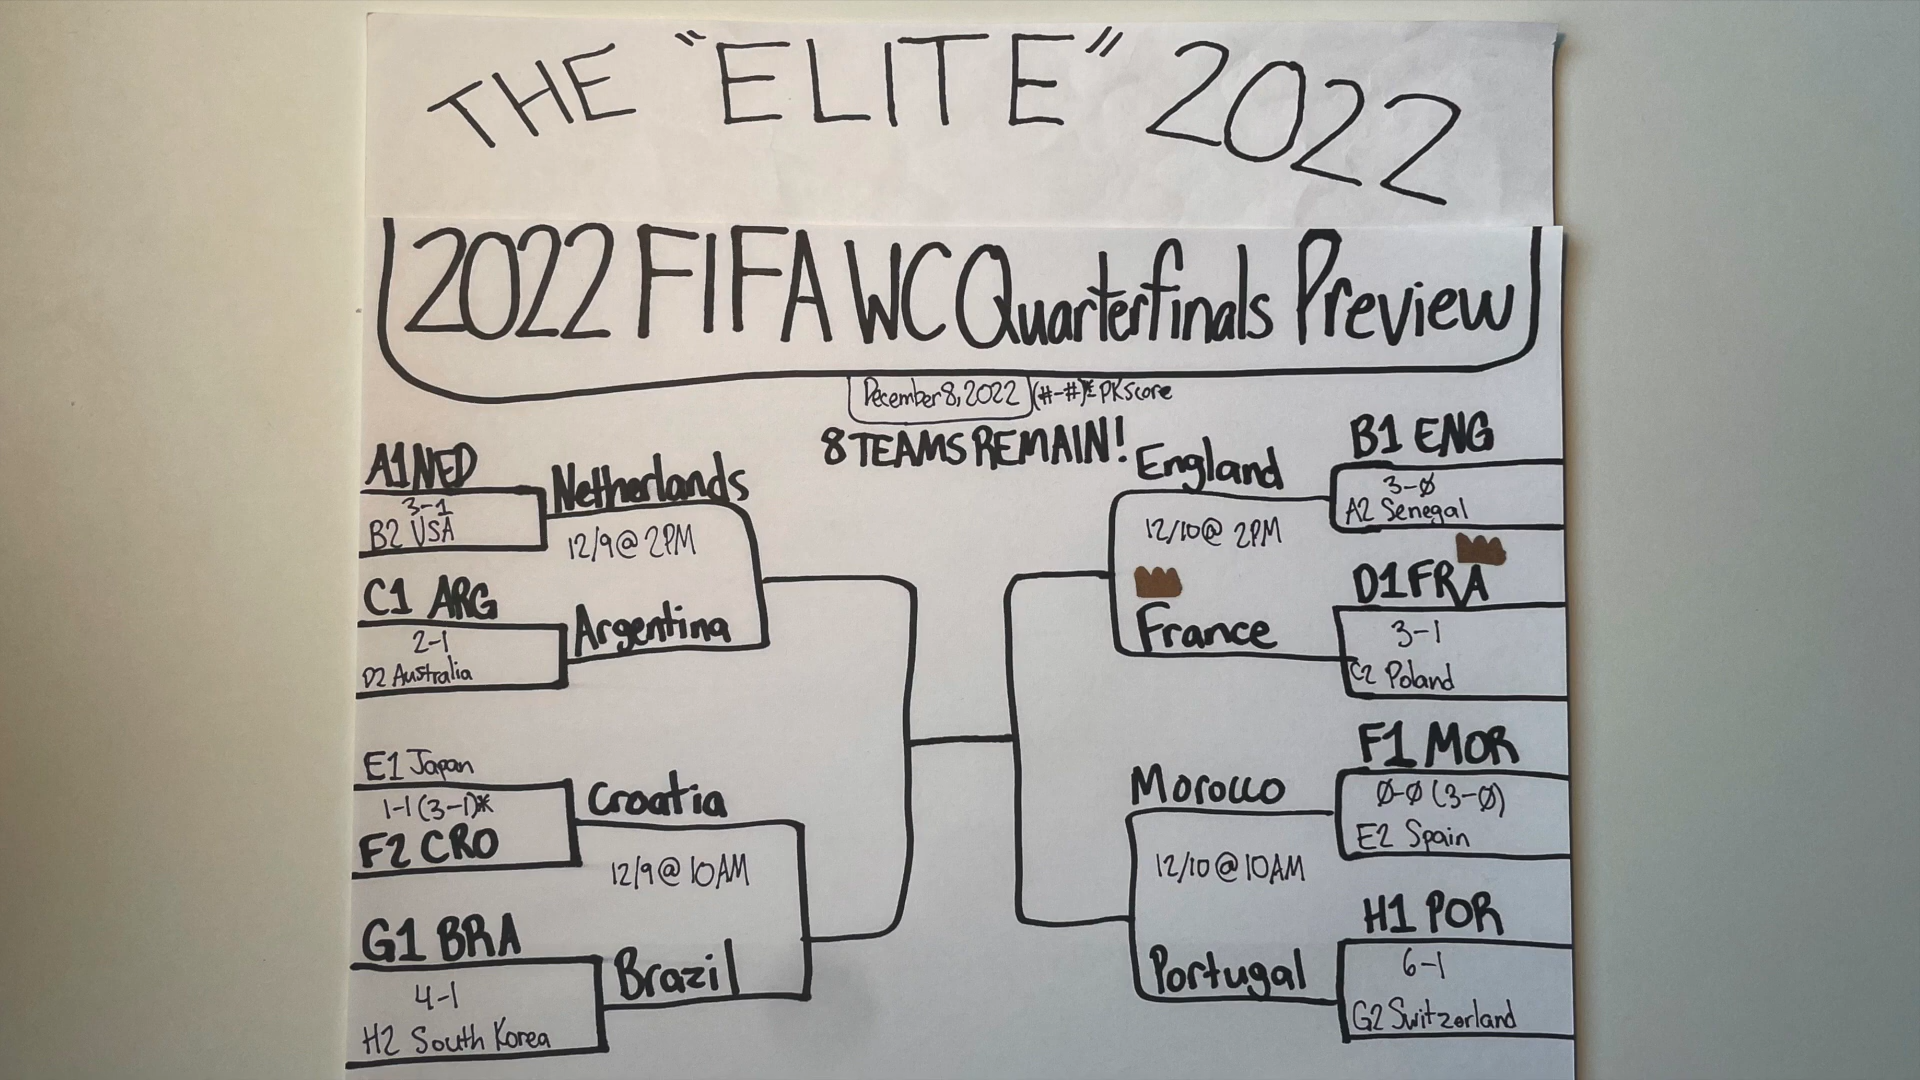 THE "ELITE" 2022
2022 FIFA WC Quarterfinals Preview
December 8, 2022 (#-#)* = PK Score
8 TEAMS REMAIN!
A1 NED
3-1
B2 USA
Netherlands
12/9 @ 2PM
C1 ARG
2-1
D2 Australia
Argentina
E1 Japan
1-1 (3-1)*
F2 CRO
Croatia
12/9 @ 10AM
G1 BRA
4-1
H2 South Korea
Brazil
England
12/10 @ 2PM
France
B1 ENG
3-Ø
A2 Senegal
D1 FRA
3-1
C2 Poland
Morocco
12/10 @ 10AM
Portugal
F1 MOR
Ø-Ø (3-Ø)
E2 Spain
H1 POR
6-1
G2 Switzerland